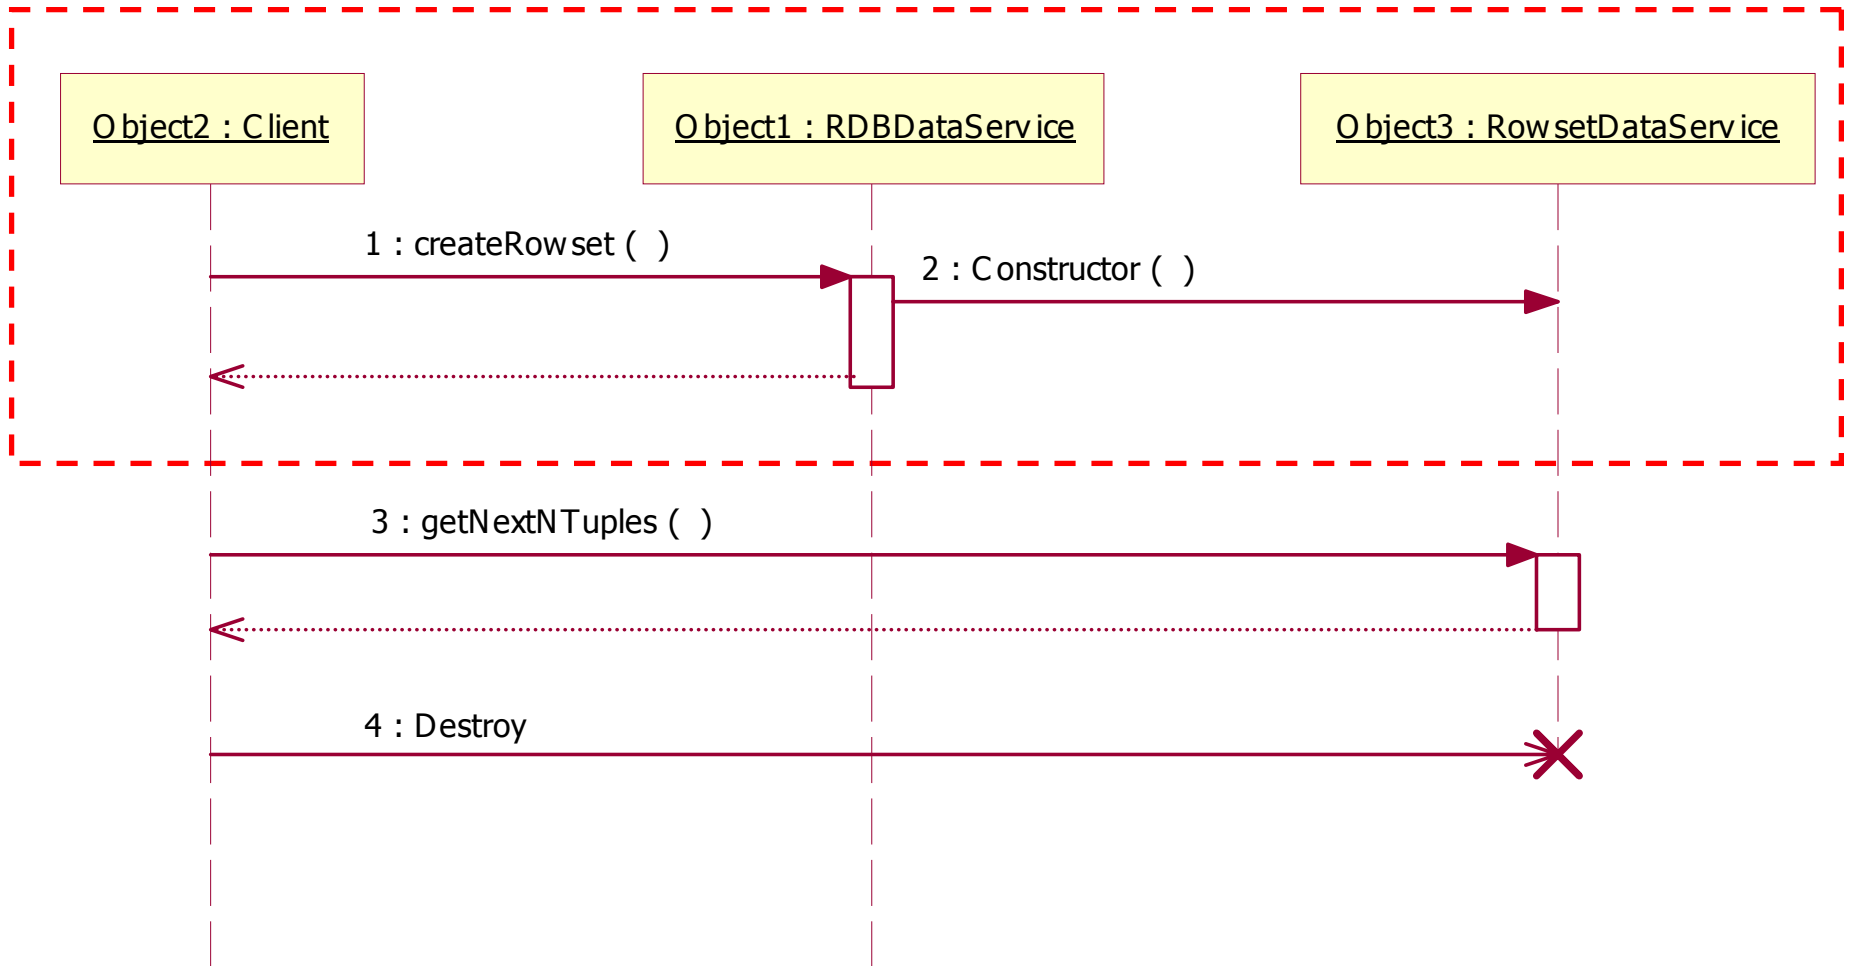 Object2 : Client
Object1 : RDBDataService
Object3 : RowsetDataService
1 : createRowset ( )
2 : Constructor ( )
3 : getNextNTuples ( )
4 : Destroy